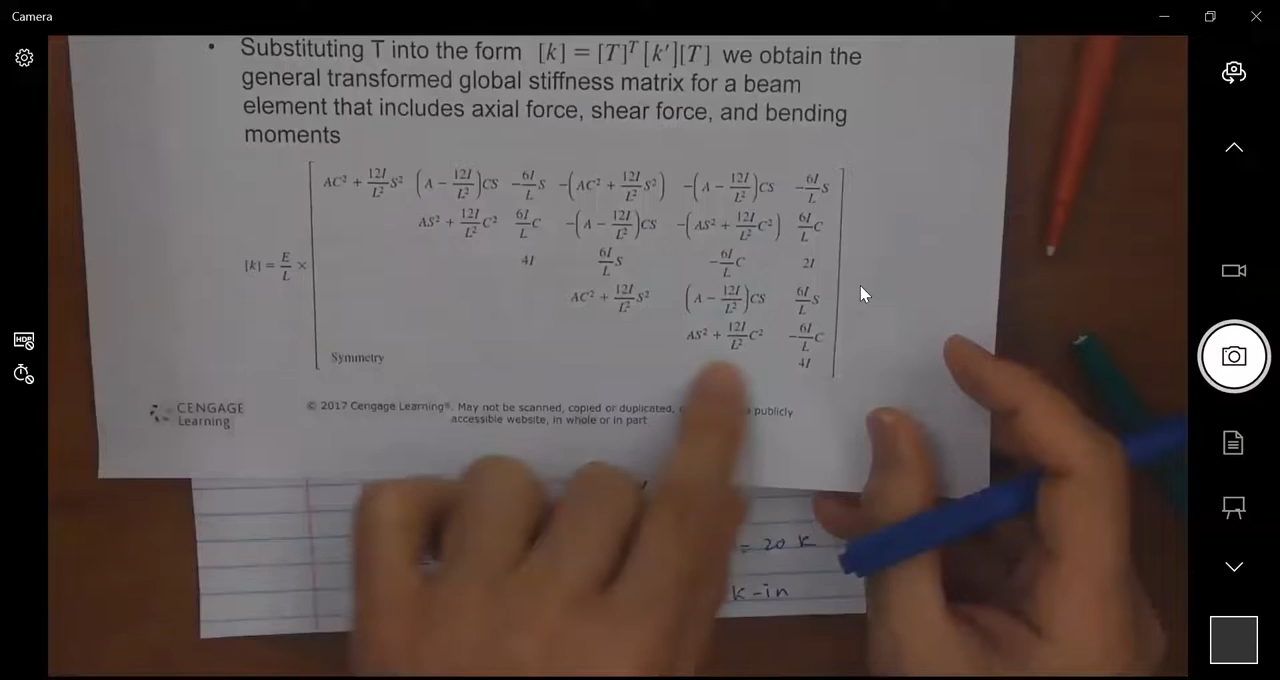 Camera
• Substituting T into the form [k] = [T]ᵀ[k′][T] we obtain the
general transformed global stiffness matrix for a beam
element that includes axial force, shear force, and bending
moments
[k] = E/L ×
AC² + 12I/L² S² (A − 12I/L²)CS −6I/L S −(AC² + 12I/L² S²) −(A − 12I/L²)CS −6I/L S
AS² + 12I/L² C² 6I/L C −(A − 12I/L²)CS −(AS² + 12I/L² C²) 6I/L C
4I 6I/L S −6I/L C 2I
AC² + 12I/L² S² (A − 12I/L²)CS 6I/L S
AS² + 12I/L² C² −6I/L C
Symmetry 4I
CENGAGE
Learning
© 2017 Cengage Learning®. May not be scanned, copied or duplicated, publicly
accessible website, in whole or in part
= 20 k
k-in
HDR